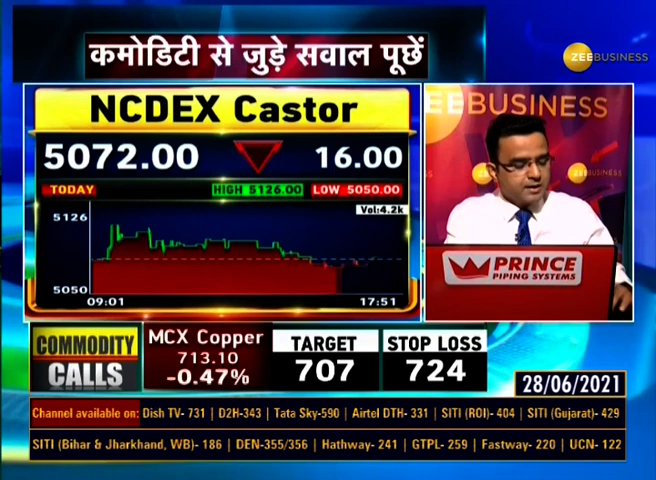 कमोडिटी से जुड़े सवाल पूछें
ZEEBUSINESS
NCDEX Castor
5072.00 16.00
TODAY HIGH 5126.00 LOW 5050.00
Vol:4.2k
5126
5050
09:01 17:51
EBUSINESS
ZEEBUSINESS
PRINCE
PIPING SYSTEMS
COMMODITY
CALLS
MCX Copper
713.10
-0.47%
TARGET
707
STOP LOSS
724
28/06/2021
Channel available on: Dish TV- 731 | D2H-343 | Tata Sky-590 | Airtel DTH- 331 | SITI (ROI)- 404 | SITI (Gujarat)- 429
SITI (Bihar & Jharkhand, WB)- 186 | DEN-355/356 | Hathway- 241 | GTPL- 259 | Fastway- 220 | UCN- 122